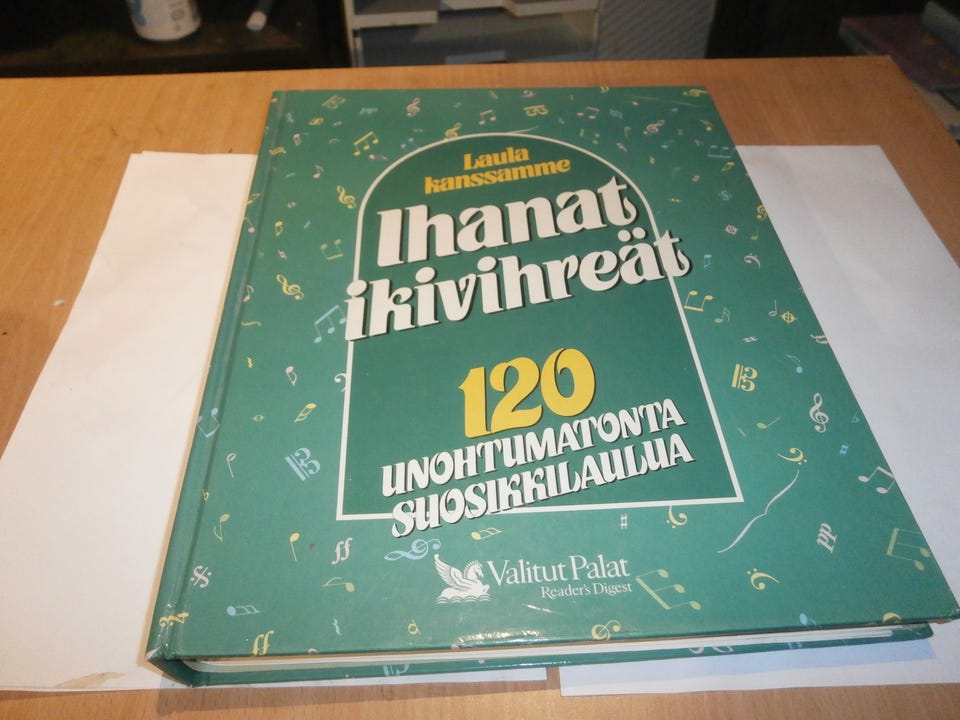 Laula
kanssamme
Ihanat
ikivihreät
120
UNOHTUMATONTA
SUOSIKKILAULUA
Valitut Palat
Reader's Digest